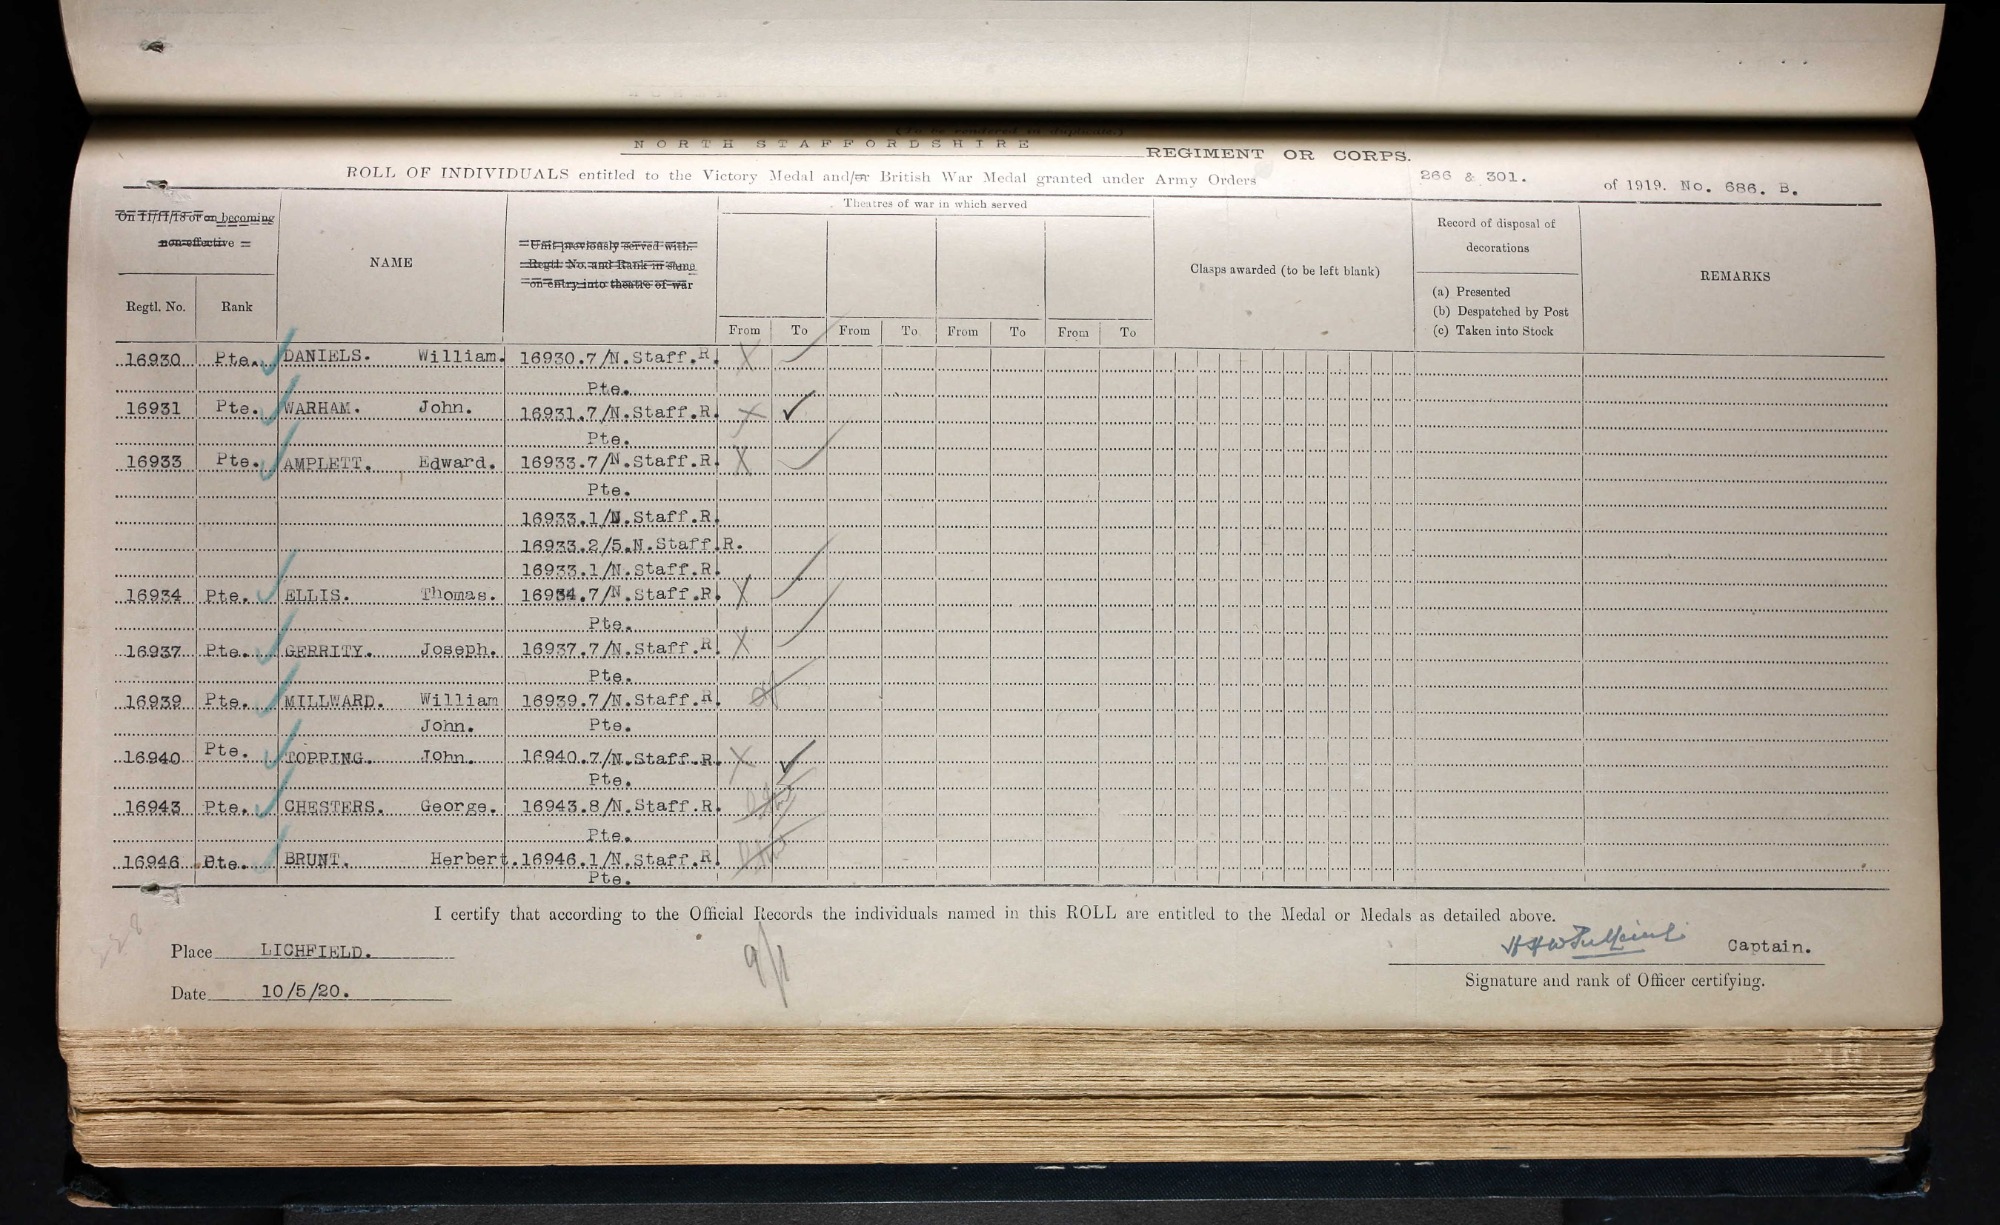 (To be rendered in duplicate.)
NORTH STAFFORDSHIRE REGIMENT OR CORPS.
ROLL OF INDIVIDUALS entitled to the Victory Medal and/or British War Medal granted under Army Orders 266 & 301. of 1919. No. 686. B.
On 11/11/18 or on becoming non-effective
Regtl. No. Rank
NAME
Unit previously served with.
Regtl. No. and Rank in same
on entry into theatre of war
Theatres of war in which served
From To From To From To From To
Clasps awarded (to be left blank)
Record of disposal of
decorations
(a) Presented
(b) Despatched by Post
(c) Taken into Stock
REMARKS
16930 Pte. DANIELS. William. 16930.7/N.Staff.R.
Pte.
16931 Pte. WARHAM. John. 16931.7/N.Staff.R.
Pte.
16933 Pte. AMPLETT. Edward. 16933.7/N.Staff.R.
Pte.
16933.1/N.Staff.R.
16933.2/5.N.Staff.R.
16933.1/N.Staff.R.
16934 Pte. ELLIS. Thomas. 16934.7/N.Staff.R.
Pte.
16937 Pte. GERRITY. Joseph. 16937.7/N.Staff.R.
Pte.
16939 Pte. MILLWARD. William 16939.7/N.Staff.R.
John. Pte.
16940 Pte. TOPPING. John. 16940.7/N.Staff.R.
Pte.
16943 Pte. CHESTERS. George. 16943.8/N.Staff.R.
Pte.
16946 Pte. BRUNT. Herbert. 16946.1/N.Staff.R.
Pte.
I certify that according to the Official Records the individuals named in this ROLL are entitled to the Medal or Medals as detailed above.
Place LICHFIELD.
Captain.
9/1
Signature and rank of Officer certifying.
Date 10/5/20.